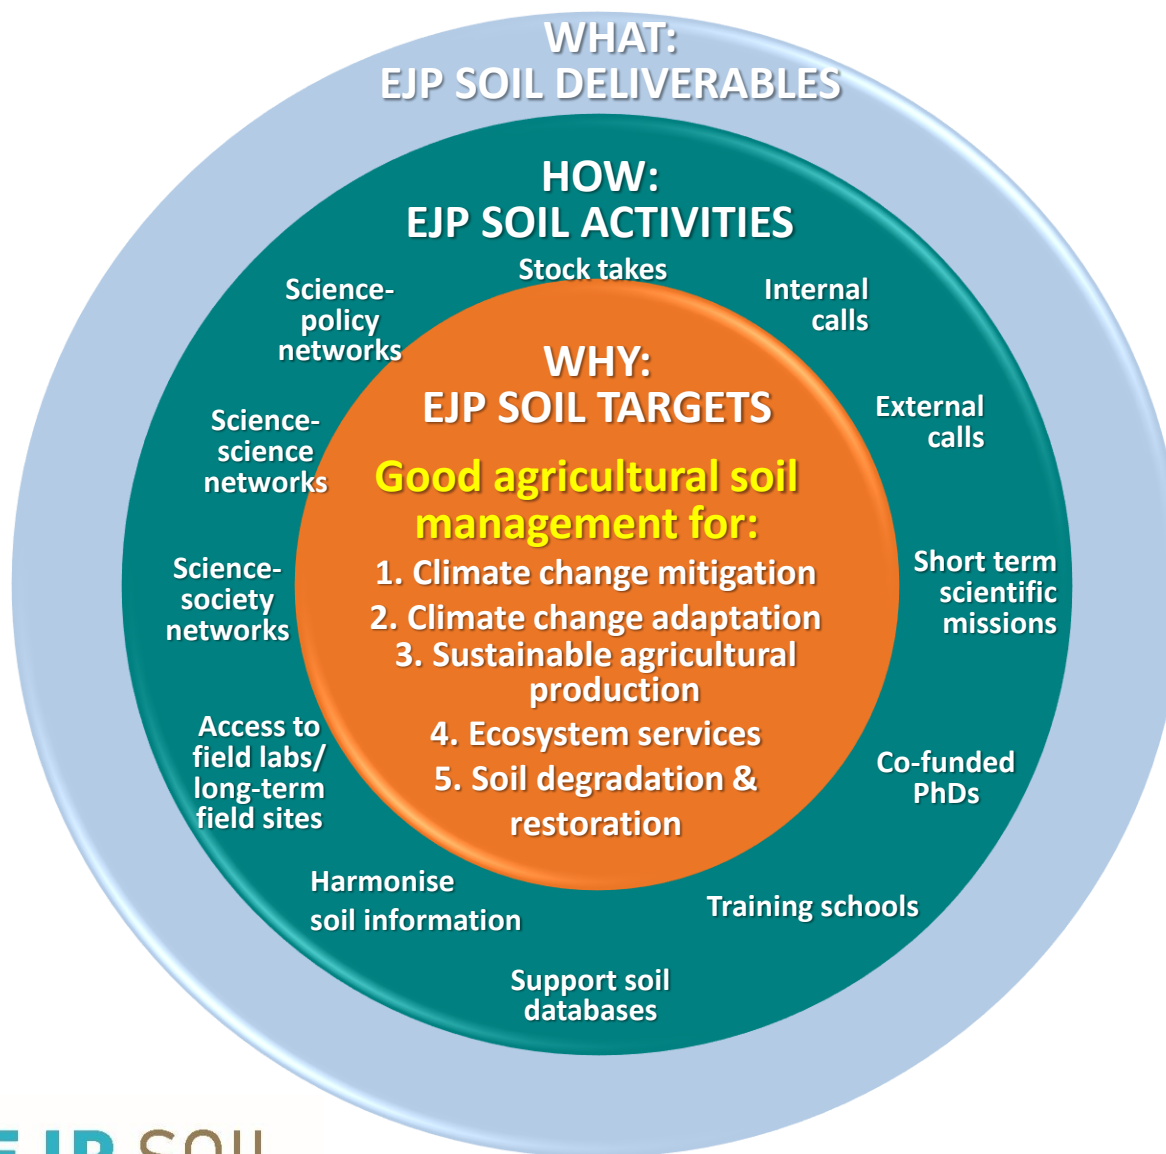 WHAT:
EJP SOIL DELIVERABLES
HOW:
EJP SOIL ACTIVITIES
Stock takes
Internal
calls
External
calls
Short term
scientific
missions
Co-funded
PhDs
Training schools
Support soil
databases
Harmonise
soil information
Access to
field labs/
long-term
field sites
Science-
society
networks
Science-
science
networks
Science-
policy
networks
WHY:
EJP SOIL TARGETS
Good agricultural soil
management for:
1. Climate change mitigation
2. Climate change adaptation
3. Sustainable agricultural
production
4. Ecosystem services
5. Soil degradation &
restoration
EJP SOIL